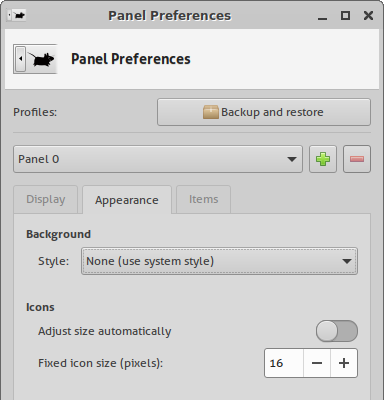 Panel Preferences
Panel Preferences
Profiles:
Backup and restore
Panel 0
Display
Appearance
Items
Background
Style:
None (use system style)
Icons
Adjust size automatically
Fixed icon size (pixels):
16